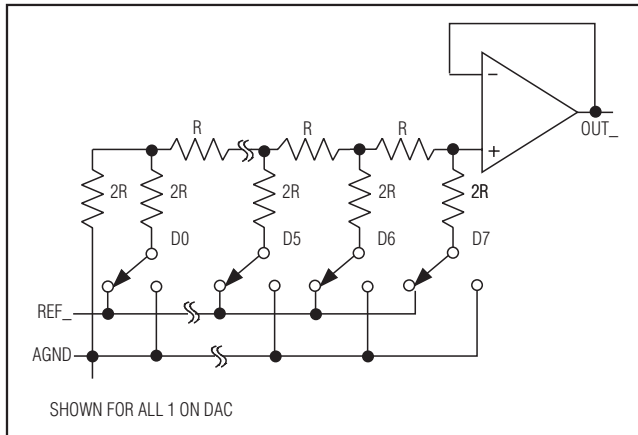 -
OUT_
+
R R R
2R 2R 2R 2R 2R
D0 D5 D6 D7
REF_
AGND
SHOWN FOR ALL 1 ON DAC